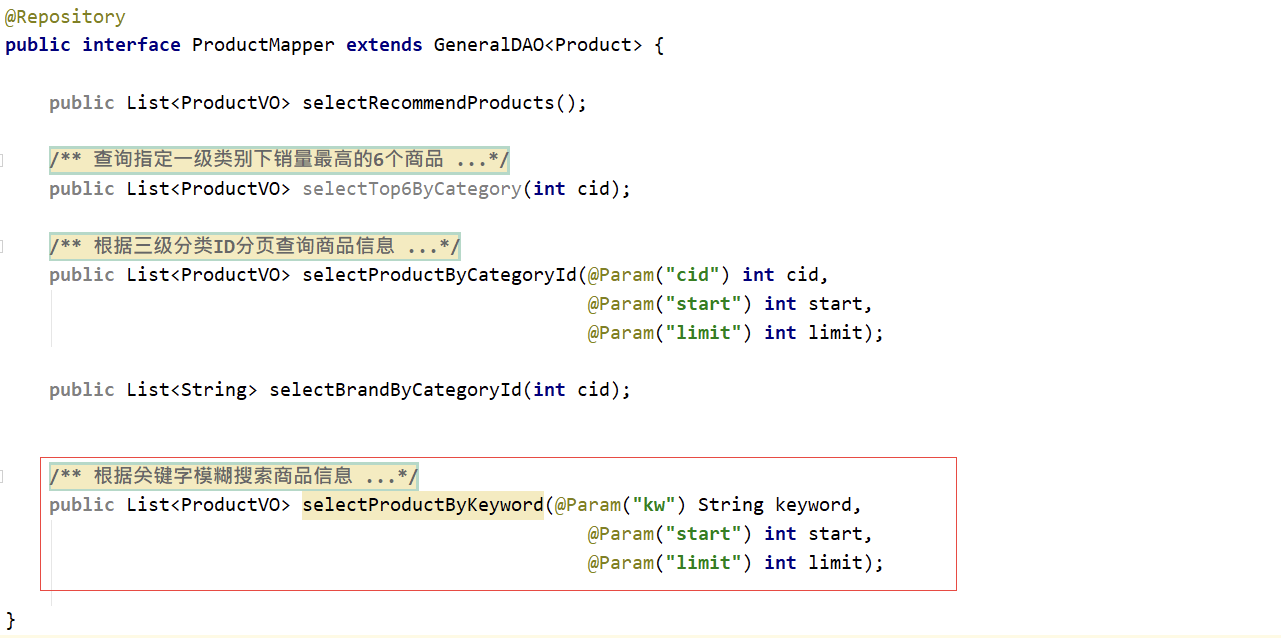 @Repository
public interface ProductMapper extends GeneralDAO<Product> {
public List<ProductVO> selectRecommendProducts();
/** 查询指定一级类别下销量最高的6个商品 ...*/
public List<ProductVO> selectTop6ByCategory(int cid);
/** 根据三级分类ID分页查询商品信息 ...*/
public List<ProductVO> selectProductByCategoryId(@Param("cid") int cid,
@Param("start") int start,
@Param("limit") int limit);
public List<String> selectBrandByCategoryId(int cid);
/** 根据关键字模糊搜索商品信息 ...*/
public List<ProductVO> selectProductByKeyword(@Param("kw") String keyword,
@Param("start") int start,
@Param("limit") int limit);
}